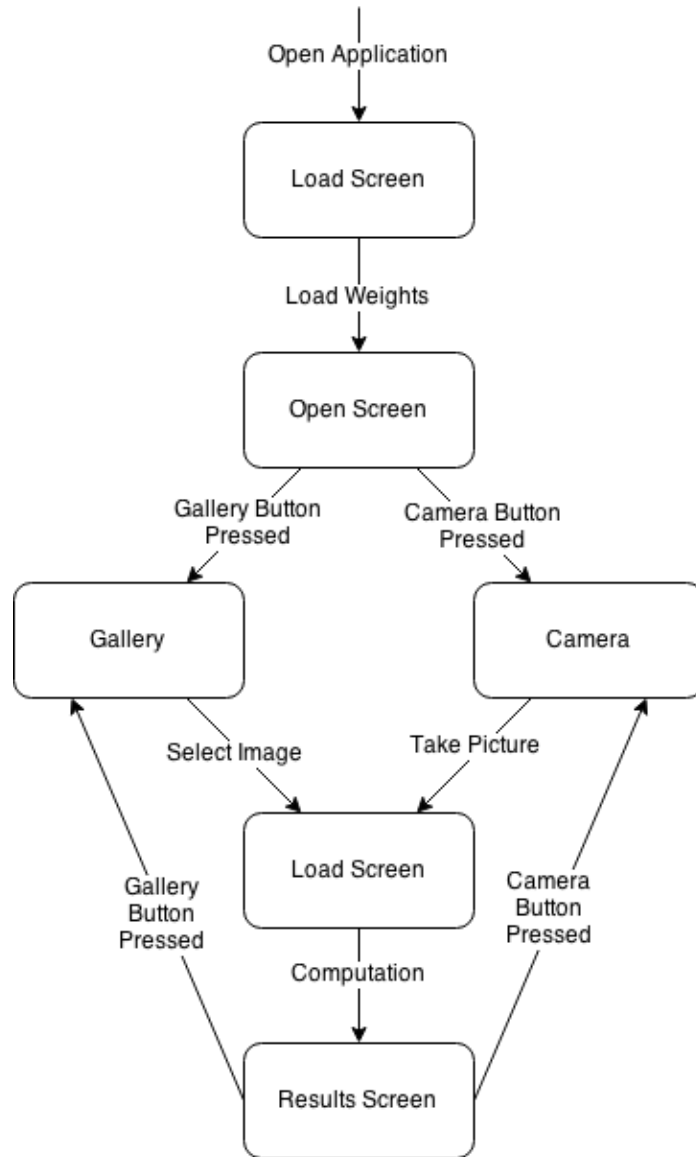 Open Application
Load Screen
Load Weights
Open Screen
Gallery Button
Pressed
Camera Button
Pressed
Gallery
Camera
Select Image
Take Picture
Load Screen
Gallery
Button
Pressed
Camera
Button
Pressed
Computation
Results Screen